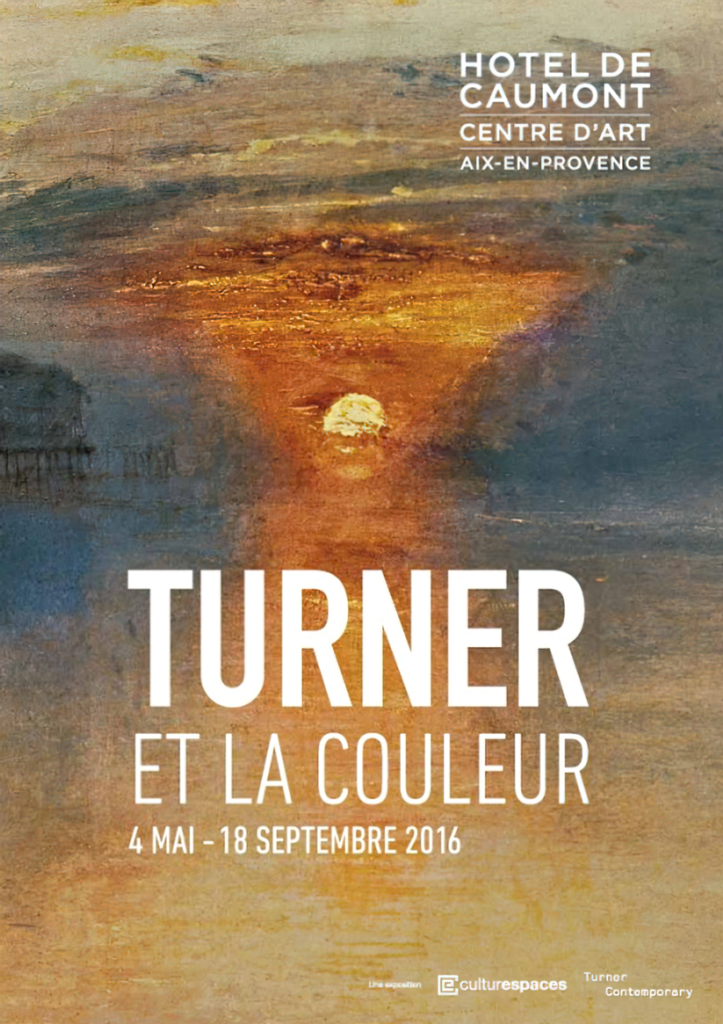 HOTEL DE
CAUMONT
CENTRE D'ART
AIX-EN-PROVENCE
TURNER
ET LA COULEUR
4 MAI - 18 SEPTEMBRE 2016
Une exposition
culturespaces
Turner
Contemporary